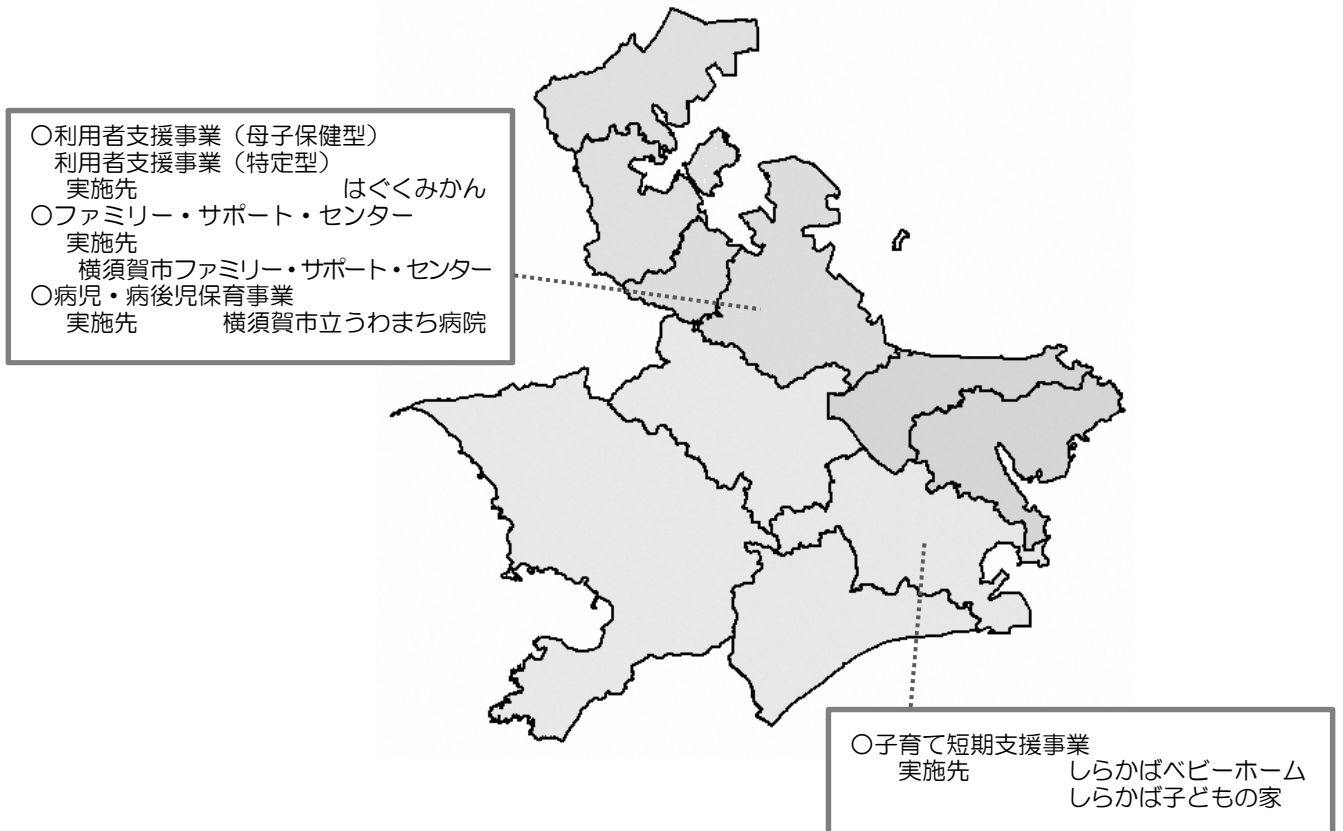 〇利用者支援事業（母子保健型）
利用者支援事業（特定型）
実施先　はぐくみかん
〇ファミリー・サポート・センター
実施先
横須賀市ファミリー・サポート・センター
〇病児・病後児保育事業
実施先　横須賀市立うわまち病院
〇子育て短期支援事業
実施先　しらかばベビーホーム
しらかば子どもの家